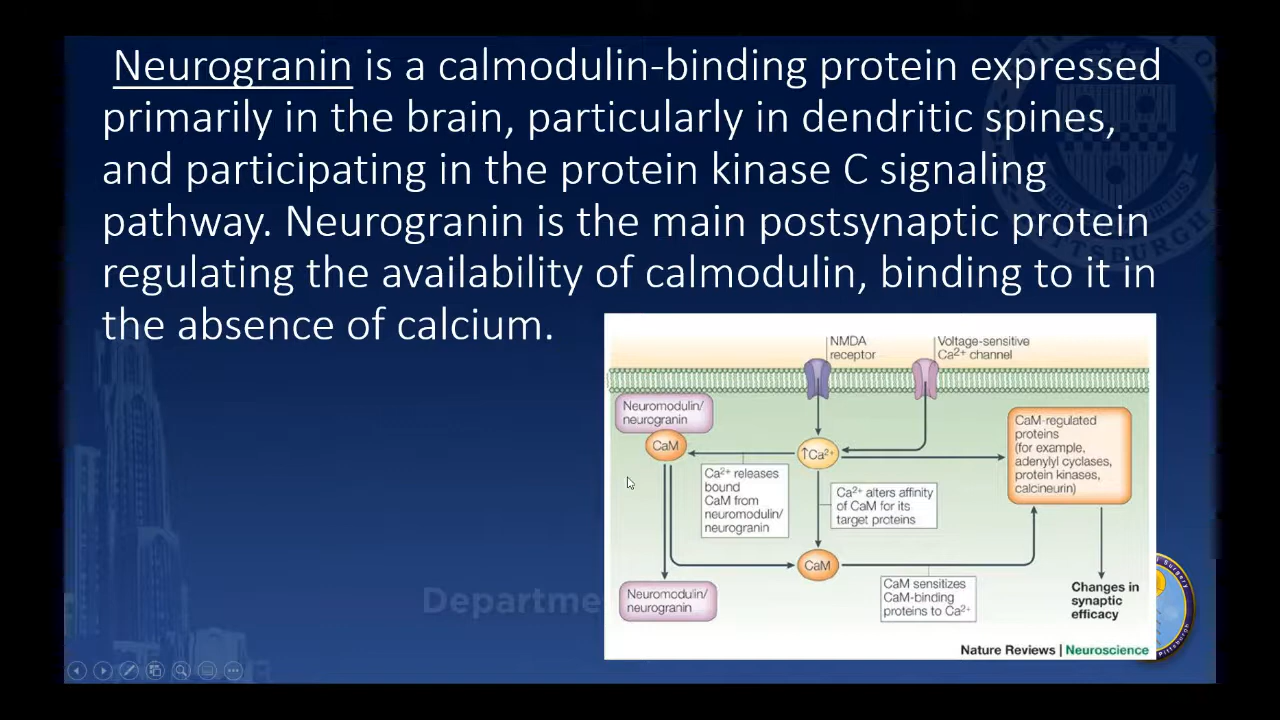 Neurogranin is a calmodulin-binding protein expressed
primarily in the brain, particularly in dendritic spines,
and participating in the protein kinase C signaling
pathway. Neurogranin is the main postsynaptic protein
regulating the availability of calmodulin, binding to it in
the absence of calcium.
NMDA
receptor
Voltage-sensitive
Ca²⁺ channel
Neuromodulin/
neurogranin
CaM
↑Ca²⁺
CaM-regulated
proteins
(for example,
adenylyl cyclases,
protein kinases,
calcineurin)
Ca²⁺ releases
bound
CaM from
neuromodulin/
neurogranin
Ca²⁺ alters affinity
of CaM for its
target proteins
CaM
Neuromodulin/
neurogranin
CaM sensitizes
CaM-binding
proteins to Ca²⁺
Changes in
synaptic
efficacy
Nature Reviews | Neuroscience
Departme